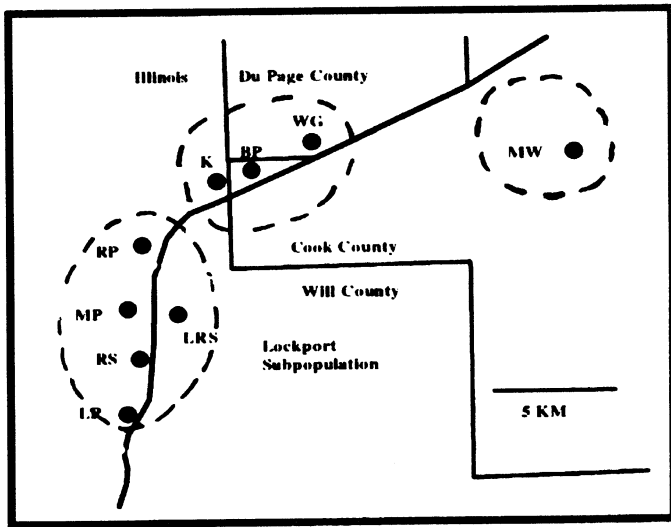 Illinois
Du Page County
WG
BP
K
MW
RP
Cook County
Will County
MP
LRS
RS
Lockport
Subpopulation
LP
5 KM